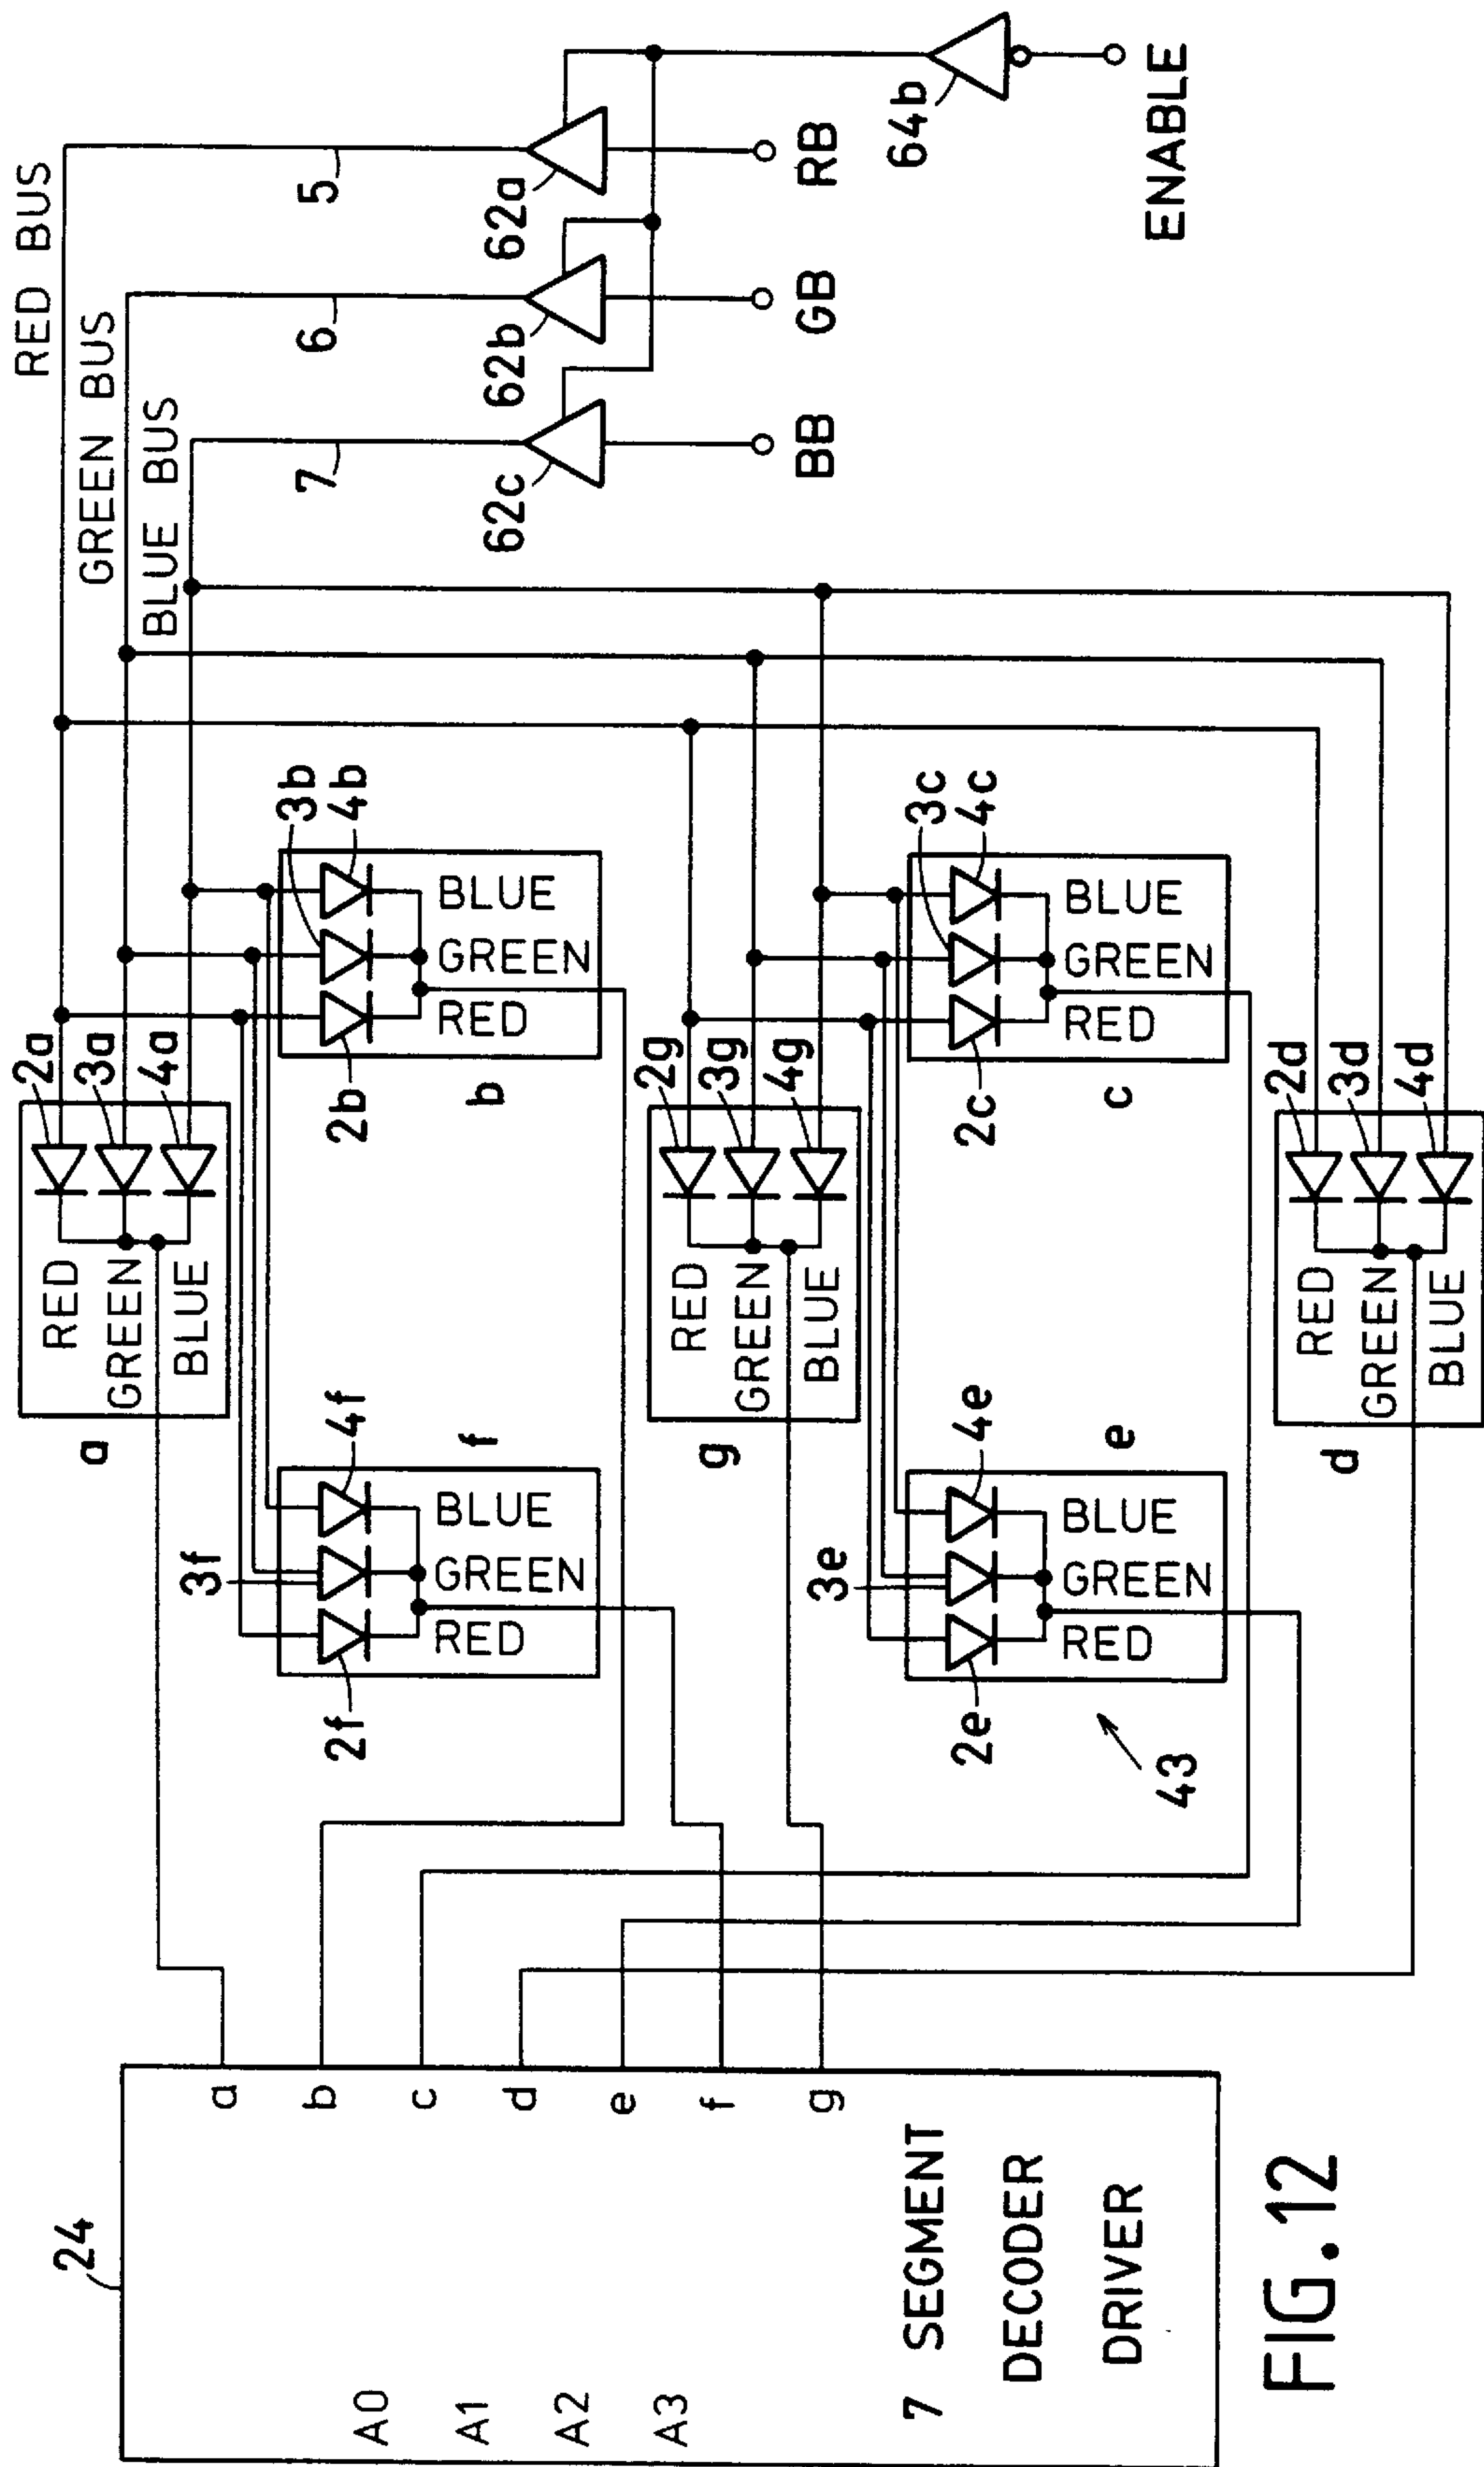 24
A0
A1
A2
A3
a
b
c
d
e
f
g
7 SEGMENT
DECODER
DRIVER
a
RED
GREEN
BLUE
2a
3a
4a
f
2f
3f
4f
BLUE
GREEN
RED
b
2b
3b
4b
BLUE
GREEN
RED
g
RED
GREEN
BLUE
2g
3g
4g
e
2e
3e
4e
BLUE
GREEN
RED
c
2c
3c
4c
BLUE
GREEN
RED
d
RED
GREEN
BLUE
2d
3d
4d
43
RED BUS
GREEN BUS
BLUE BUS
5
6
7
62a
62b
62c
RB
GB
BB
64b
ENABLE
FIG.12